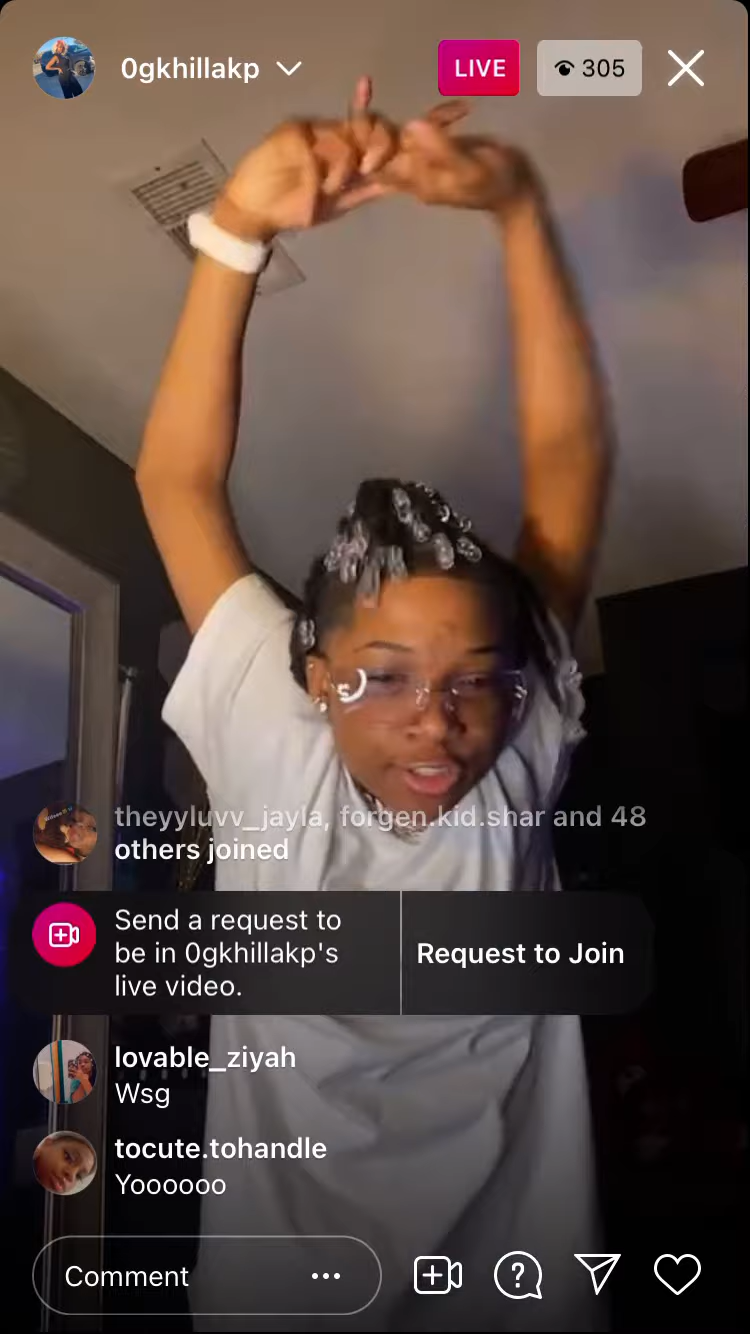 0gkhillakp
LIVE
305
theyyluvv_jayla, forgen.kid.shar and 48
others joined
Send a request to
be in 0gkhillakp's
live video.
Request to Join
lovable_ziyah
Wsg
tocute.tohandle
Yoooooo
Comment